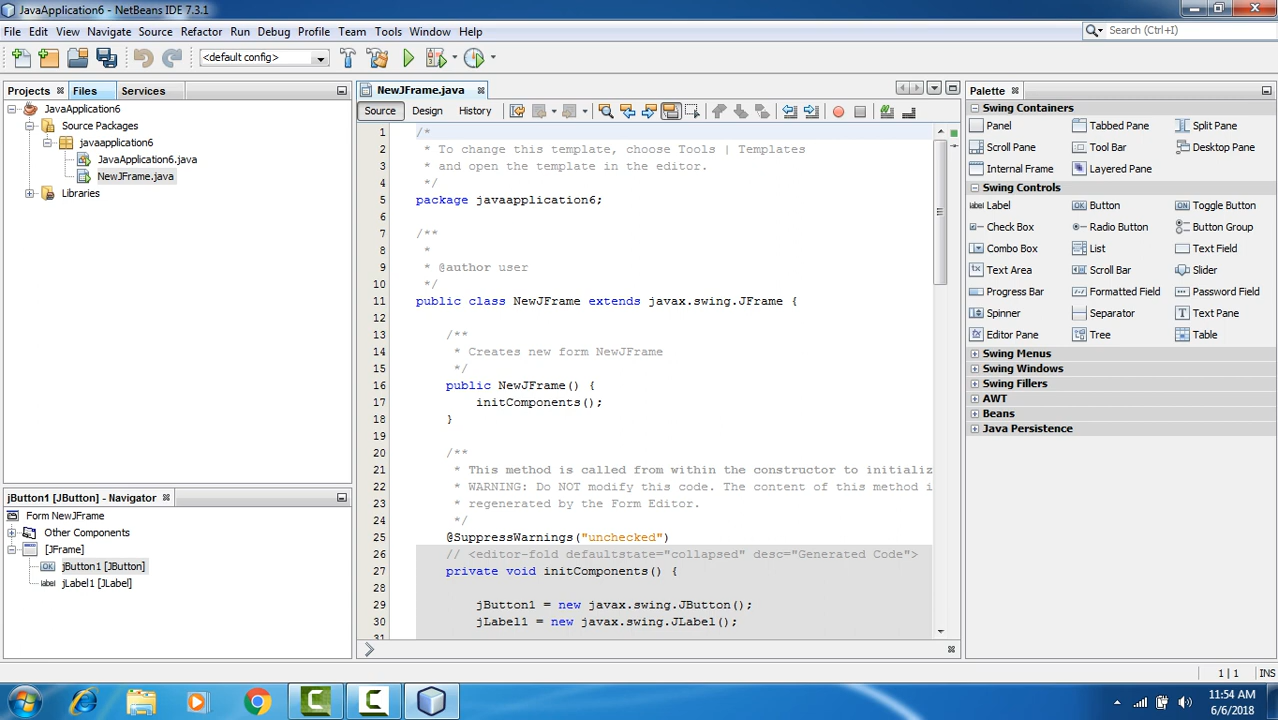 JavaApplication6 - NetBeans IDE 7.3.1
File Edit View Navigate Source Refactor Run Debug Profile Team Tools Window Help
Search (Ctrl+I)
<default config>
Projects Files Services
JavaApplication6
Source Packages
javaapplication6
JavaApplication6.java
NewJFrame.java
Libraries
jButton1 [JButton] - Navigator
Form NewJFrame
Other Components
[JFrame]
jButton1 [JButton]
label jLabel1 [JLabel]
NewJFrame.java
Source Design History
1 /*
2 * To change this template, choose Tools | Templates
3 * and open the template in the editor.
4 */
5 package javaapplication6;
6
7 /**
8 *
9 * @author user
10 */
11 public class NewJFrame extends javax.swing.JFrame {
12
13 /**
14 * Creates new form NewJFrame
15 */
16 public NewJFrame() {
17 initComponents();
18 }
19
20 /**
21 * This method is called from within the constructor to initializ
22 * WARNING: Do NOT modify this code. The content of this method i
23 * regenerated by the Form Editor.
24 */
25 @SuppressWarnings("unchecked")
26 // <editor-fold defaultstate="collapsed" desc="Generated Code">
27 private void initComponents() {
28
29 jButton1 = new javax.swing.JButton();
30 jLabel1 = new javax.swing.JLabel();
31
Palette
Swing Containers
Panel Tabbed Pane Split Pane
Scroll Pane Tool Bar Desktop Pane
Internal Frame Layered Pane
Swing Controls
label Label OK Button ON Toggle Button
Check Box Radio Button Button Group
Combo Box List Text Field
Text Area Scroll Bar Slider
Progress Bar Formatted Field Password Field
Spinner Separator T Text Pane
Editor Pane Tree Table
Swing Menus
Swing Windows
Swing Fillers
AWT
Beans
Java Persistence
1 | 1 INS
11:54 AM
6/6/2018